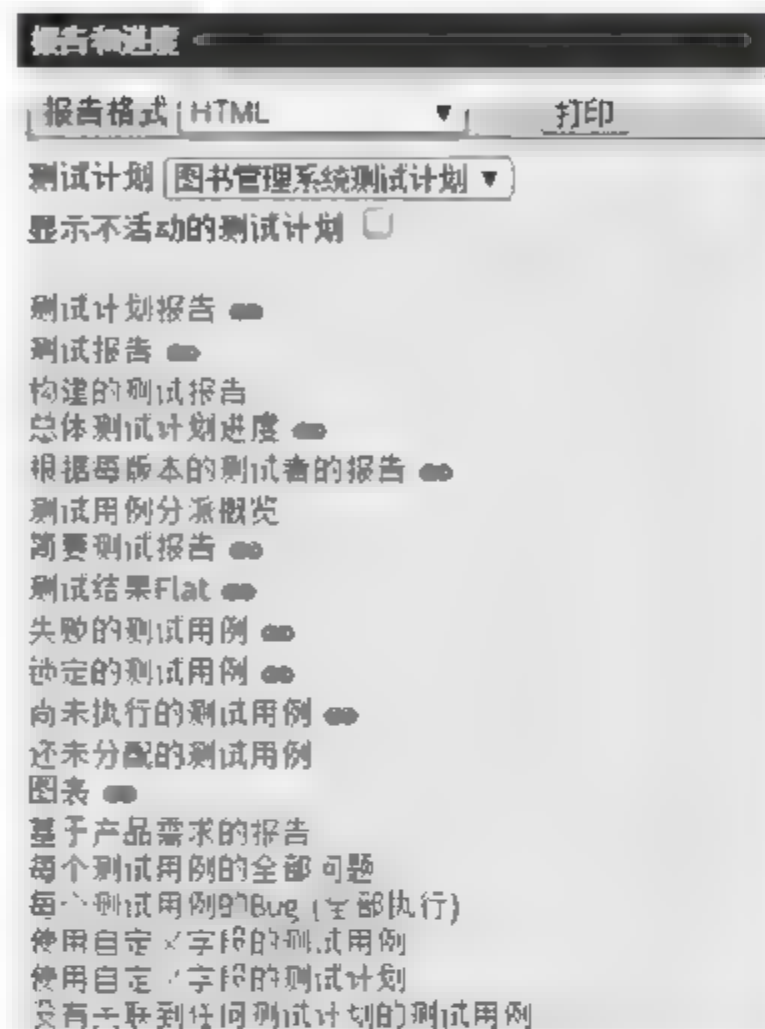 报告和进度
报告格式 HTML 打印
测试计划 图书管理系统测试计划
显示不活动的测试计划
测试计划报告
测试报告
构建的测试报告
总体测试计划进度
根据每版本的测试者的报告
测试用例分派概览
简要测试报告
测试结果Flat
失败的测试用例
锁定的测试用例
尚未执行的测试用例
还未分配的测试用例
图表
基于产品需求的报告
每个测试用例的全部问题
每个测试用例的Bug (全部执行)
使用自定义字段的测试用例
使用自定义字段的测试计划
没有关联到任何测试计划的测试用例